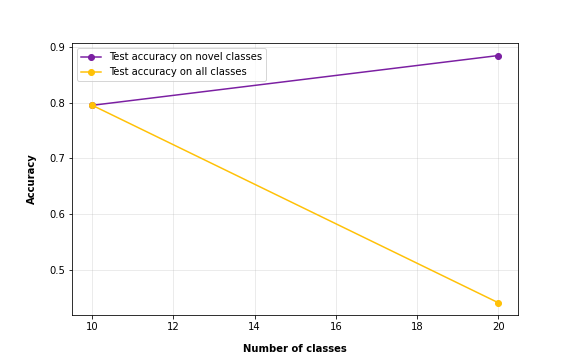 0.9
Test accuracy on novel classes
Test accuracy on all classes
0.8
0.7
0.6
0.5
Accuracy
10 12 14 16 18 20
Number of classes